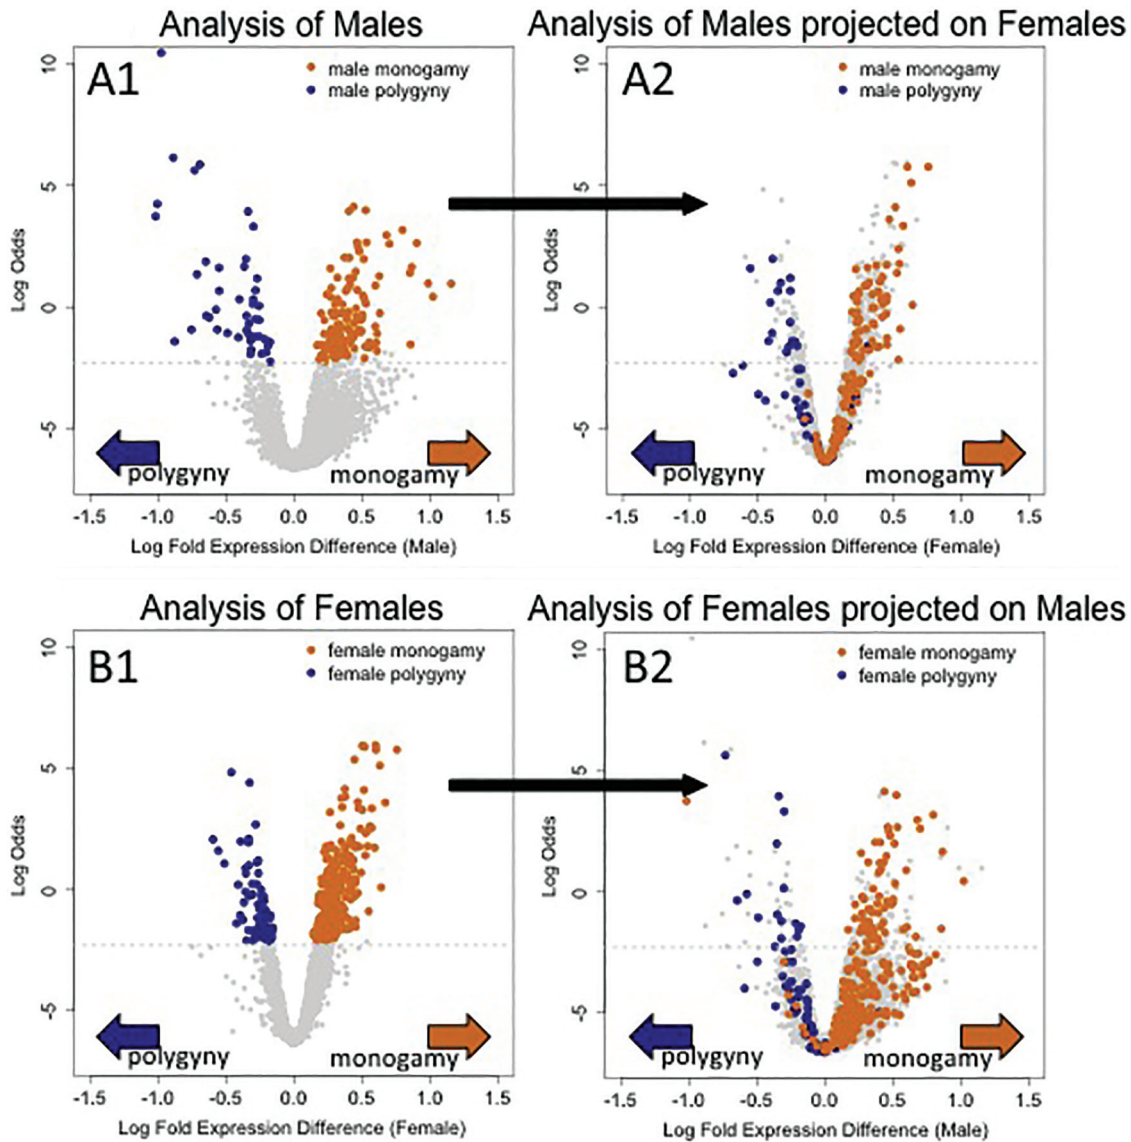 Analysis of Males
A1
male monogamy
male polygyny
10
5
0
-5
Log Odds
polygyny
monogamy
-1.5 -1.0 -0.5 0.0 0.5 1.0 1.5
Log Fold Expression Difference (Male)
Analysis of Males projected on Females
A2
male monogamy
male polygyny
10
5
0
-5
Log Odds
polygyny
monogamy
-1.5 -1.0 -0.5 0.0 0.5 1.0 1.5
Log Fold Expression Difference (Female)
Analysis of Females
B1
female monogamy
female polygyny
10
5
0
-5
Log Odds
polygyny
monogamy
-1.5 -1.0 -0.5 0.0 0.5 1.0 1.5
Log Fold Expression Difference (Female)
Analysis of Females projected on Males
B2
female monogamy
female polygyny
10
5
0
-5
Log Odds
polygyny
monogamy
-1.5 -1.0 -0.5 0.0 0.5 1.0 1.5
Log Fold Expression Difference (Male)